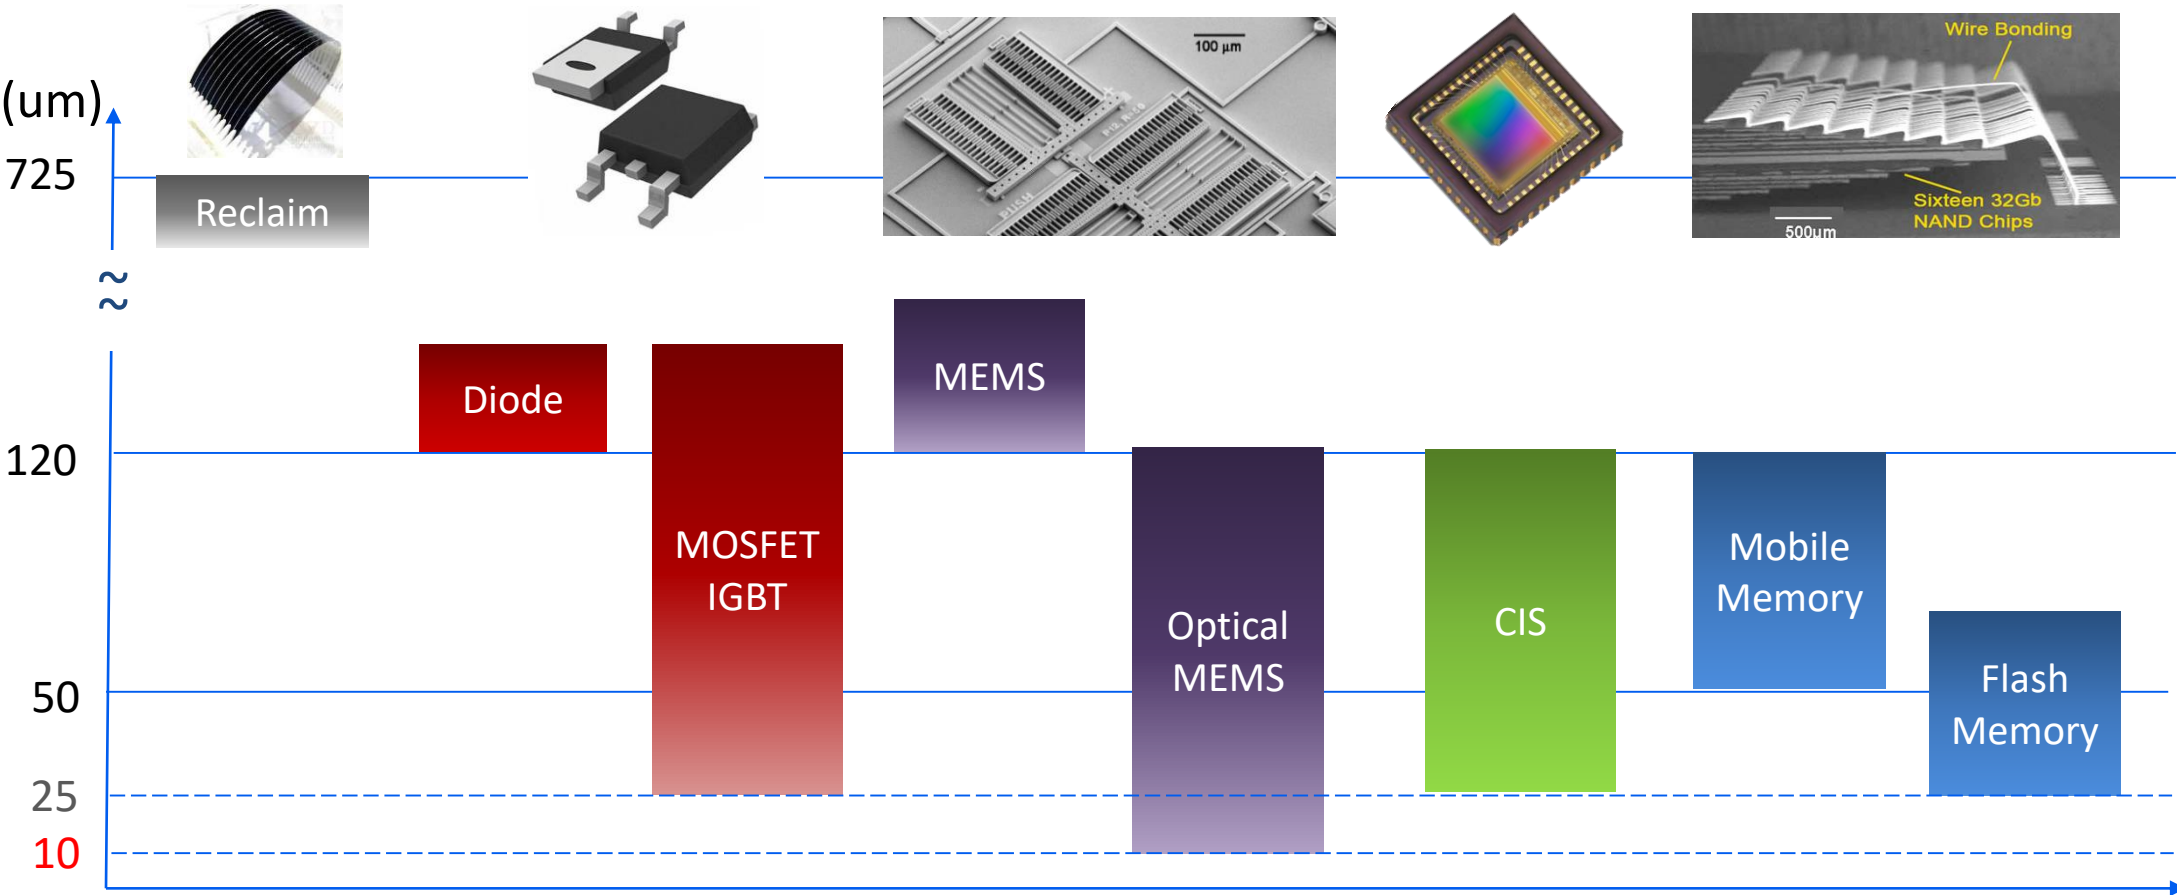 (um)
725
Reclaim
100 µm
PUSH
Wire Bonding
Sixteen 32Gb
NAND Chips
500um
≈
Diode
MEMS
120
MOSFET
IGBT
Optical
MEMS
CIS
Mobile
Memory
50
Flash
Memory
25
10